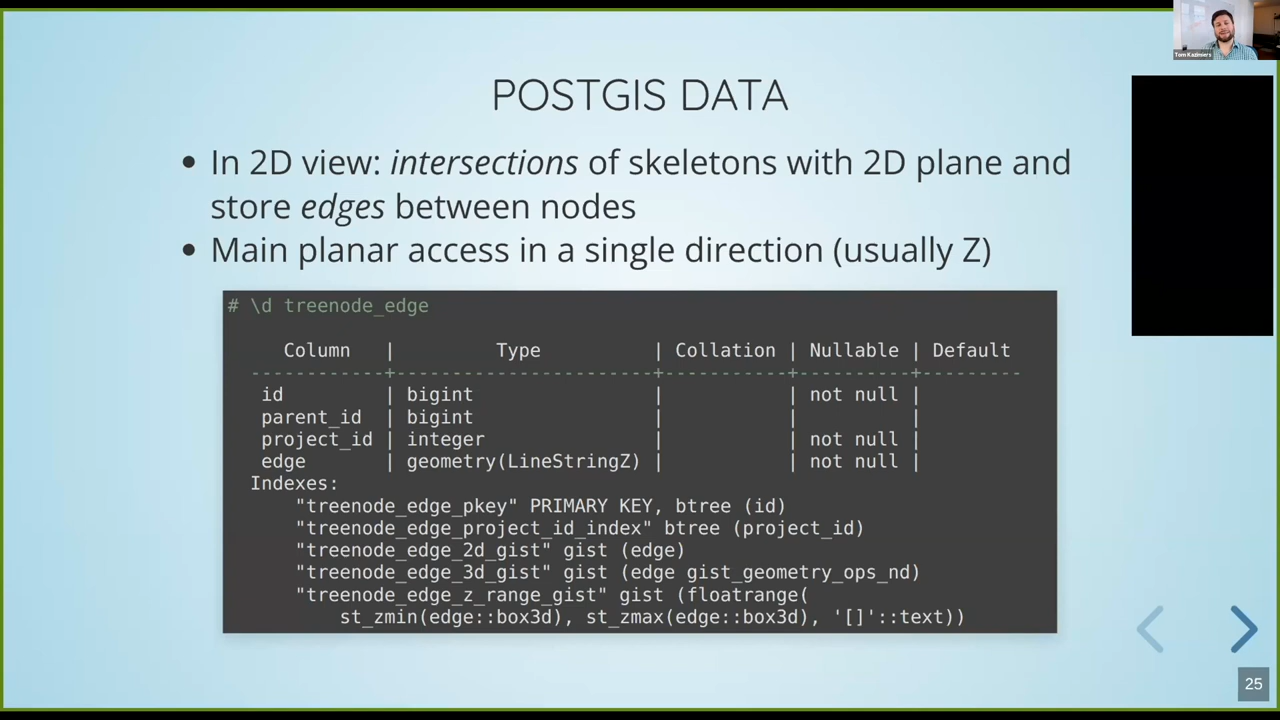 Tom Kazimiers
POSTGIS DATA
• In 2D view: intersections of skeletons with 2D plane and
store edges between nodes
• Main planar access in a single direction (usually Z)
# \d treenode_edge
Column | Type | Collation | Nullable | Default
------------+-----------------------+-----------+----------+---------
id | bigint | | not null |
parent_id | bigint | | |
project_id | integer | | not null |
edge | geometry(LineStringZ) | | not null |
Indexes:
"treenode_edge_pkey" PRIMARY KEY, btree (id)
"treenode_edge_project_id_index" btree (project_id)
"treenode_edge_2d_gist" gist (edge)
"treenode_edge_3d_gist" gist (edge gist_geometry_ops_nd)
"treenode_edge_z_range_gist" gist (floatrange(
st_zmin(edge::box3d), st_zmax(edge::box3d), '[]'::text))
25